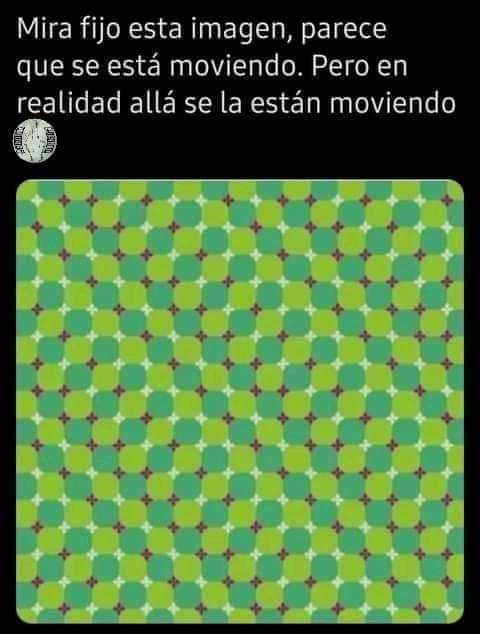 Mira fijo esta imagen, parece
que se está moviendo. Pero en
realidad allá se la están moviendo